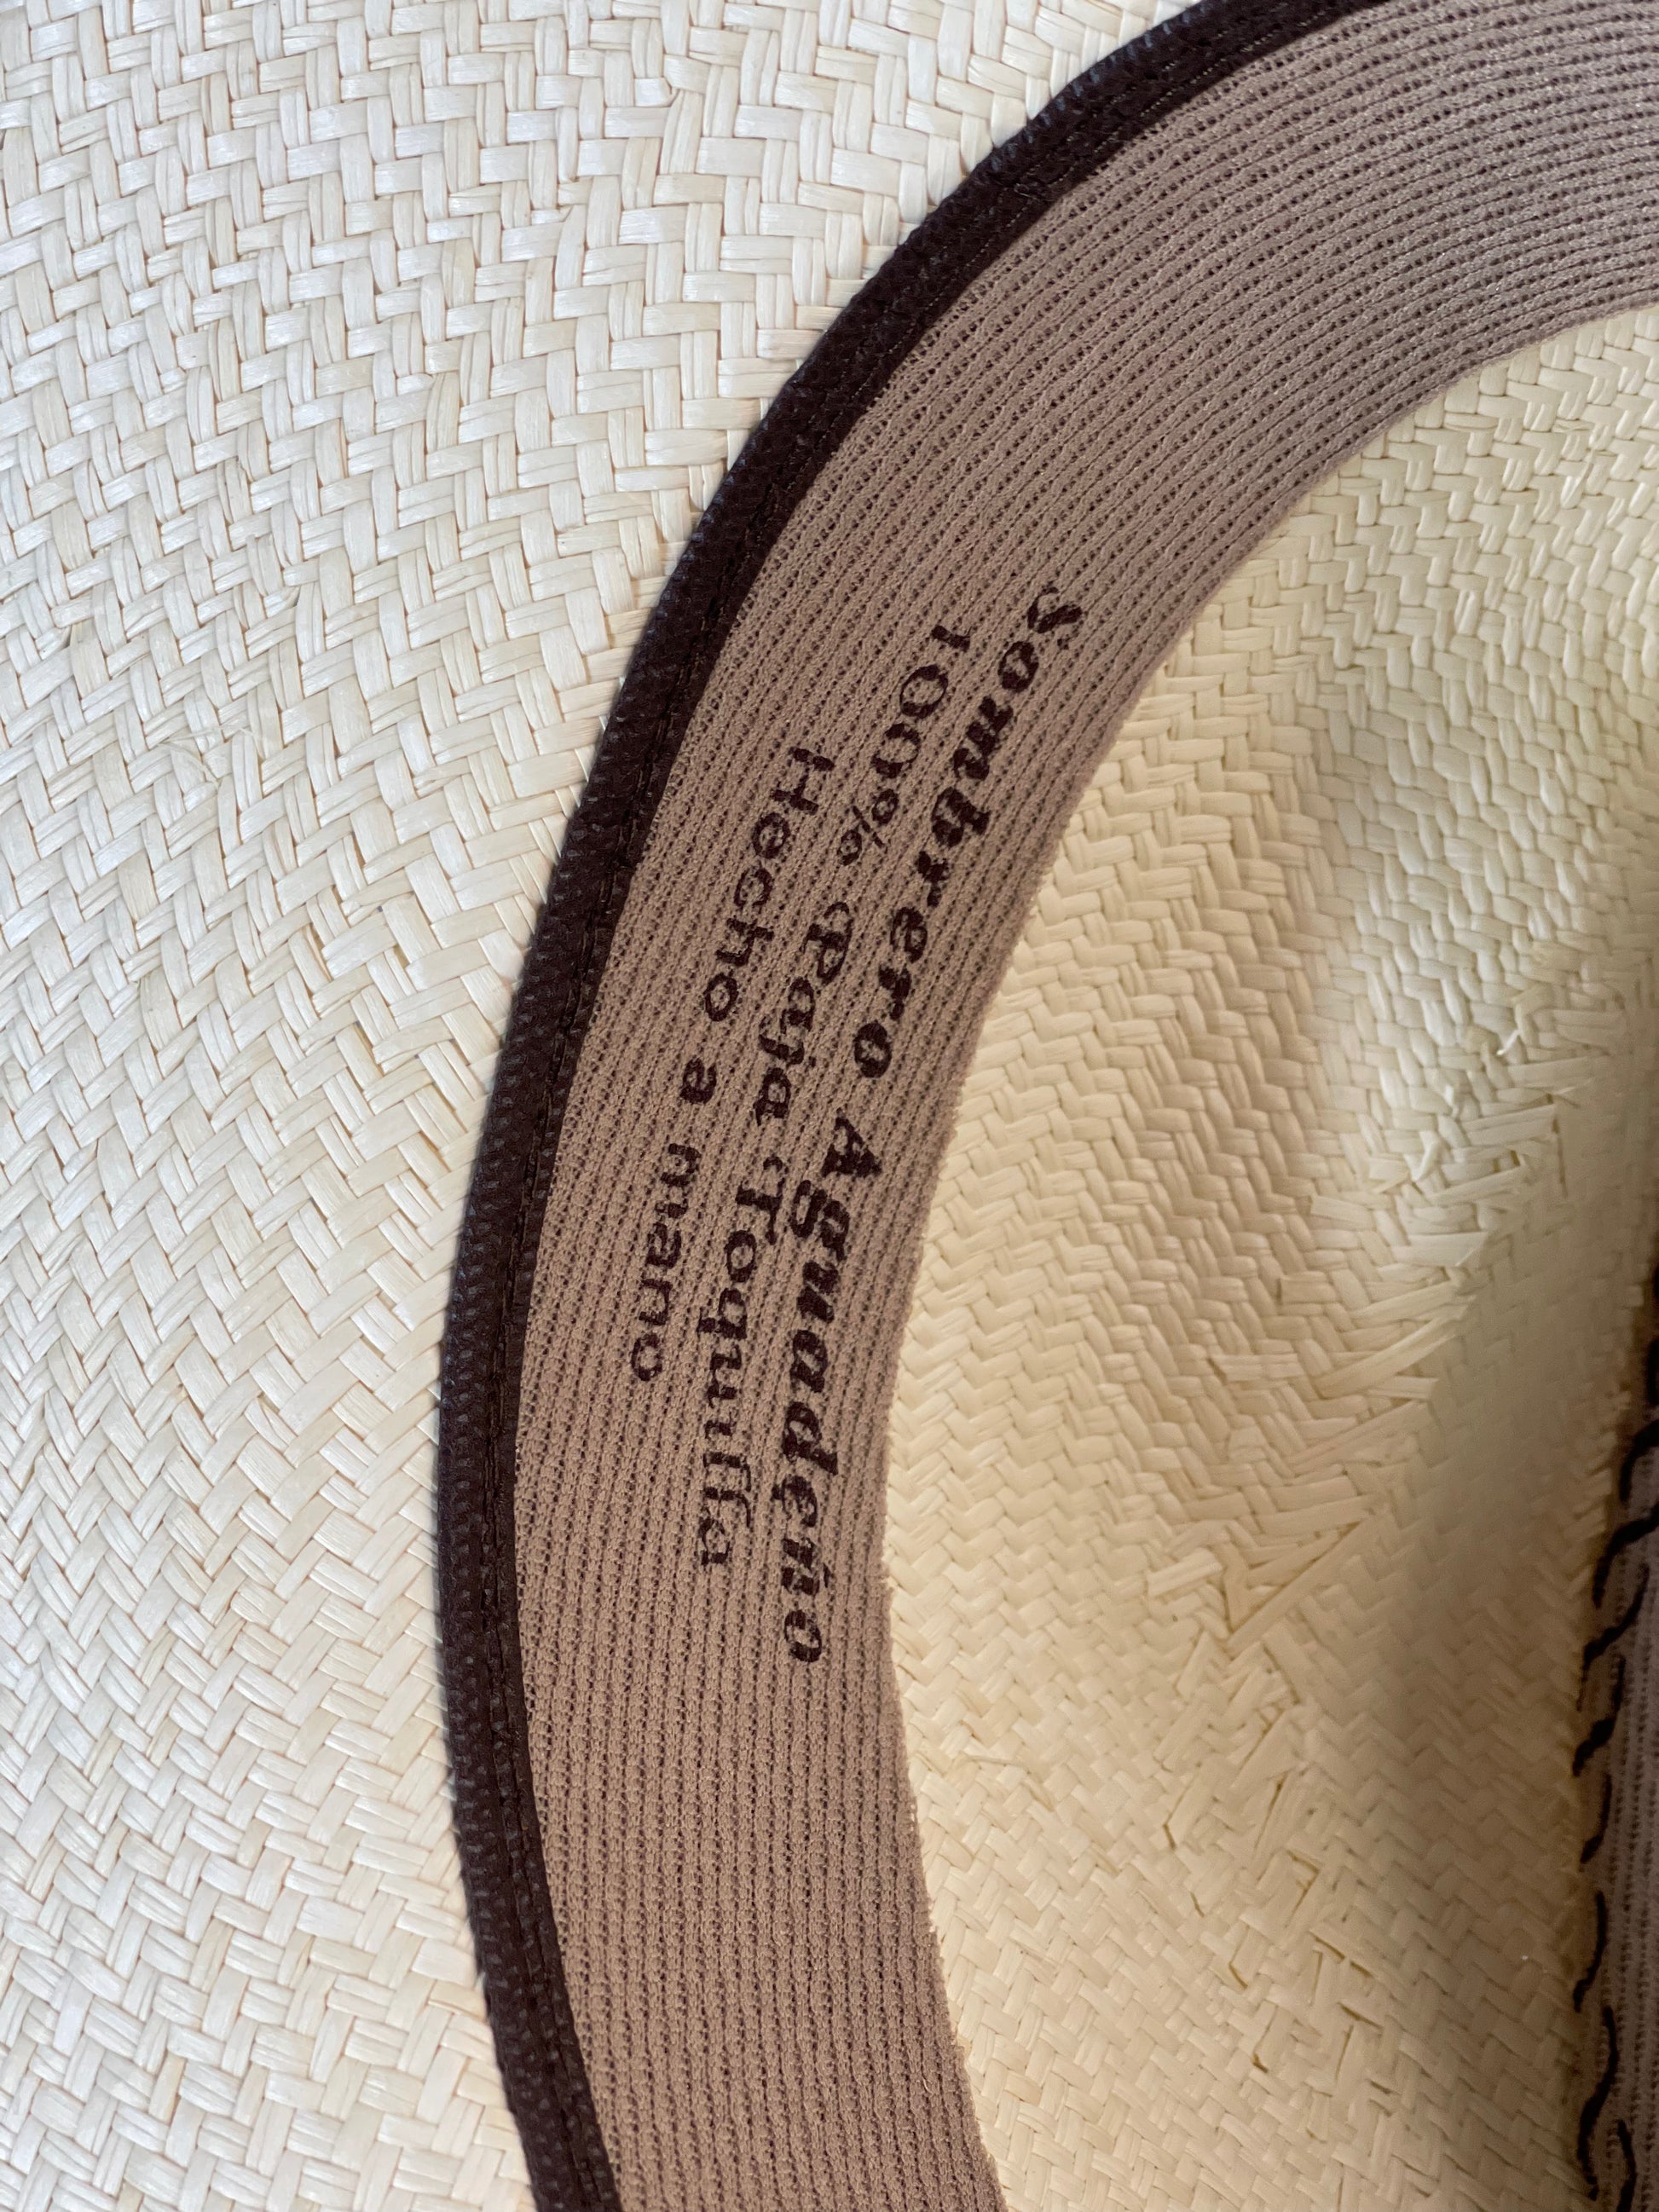 Sombrero Aguadeño
100% Paja Toquilla
Hecho a mano